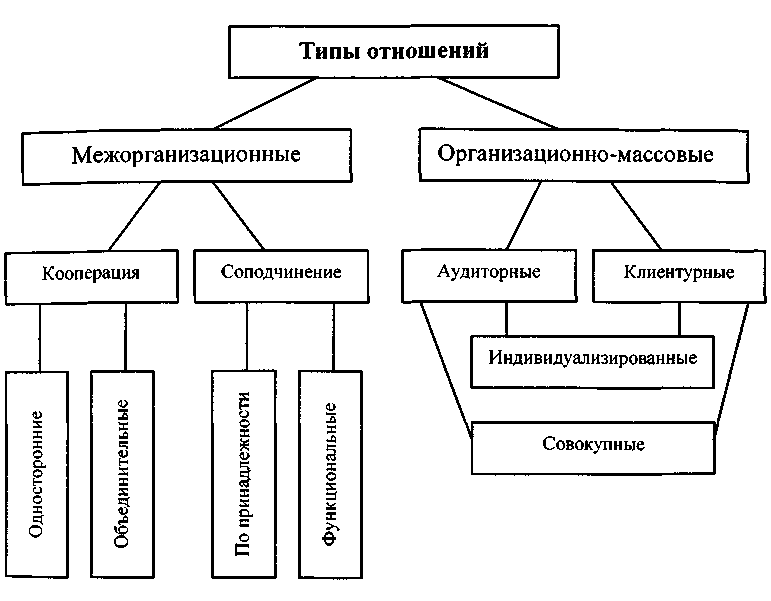 Типы отношений
Межорганизационные
Организационно-массовые
Кооперация
Соподчинение
Аудиторные
Клиентурные
Индивидуализированные
Совокупные
Односторонние
Объединительные
По принадлежности
Функциональные